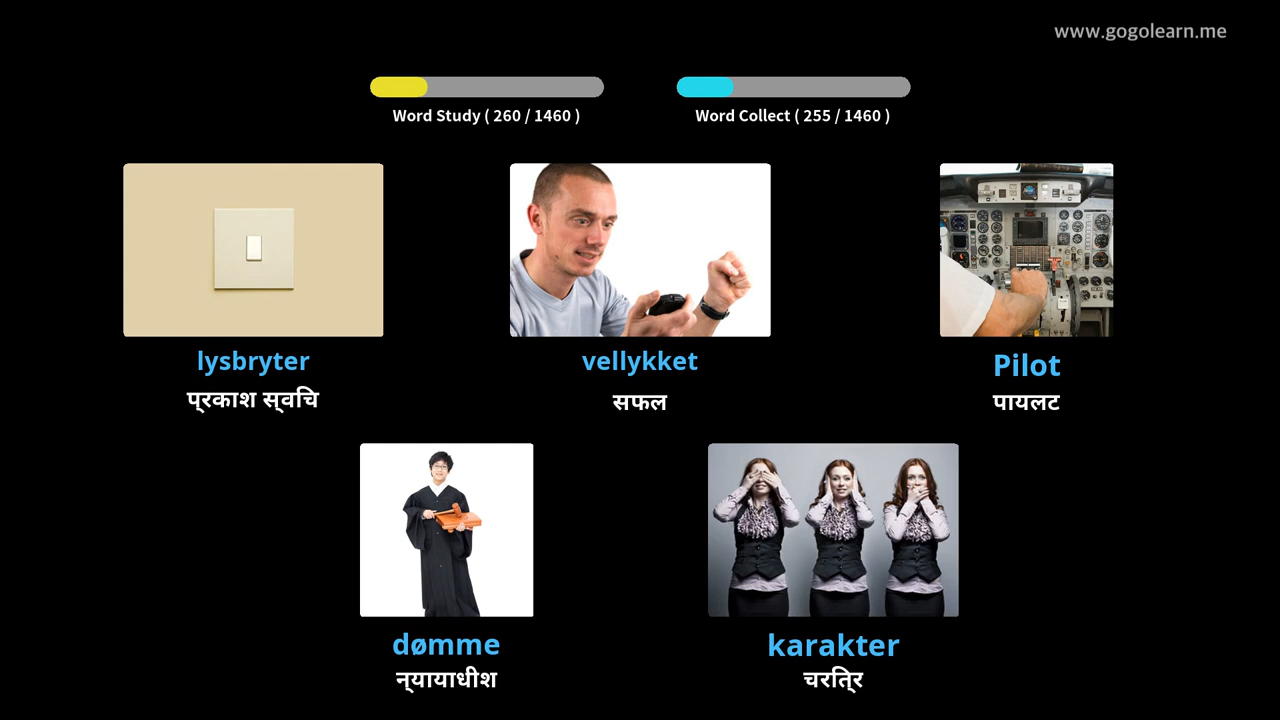 www.gogolearn.me
Word Study ( 260 / 1460 )
Word Collect ( 255 / 1460 )
lysbryter
प्रकाश स्वचि
vellykket
सफल
Pilot
पायलट
dømme
न्यायाधीश
karakter
चरित्र